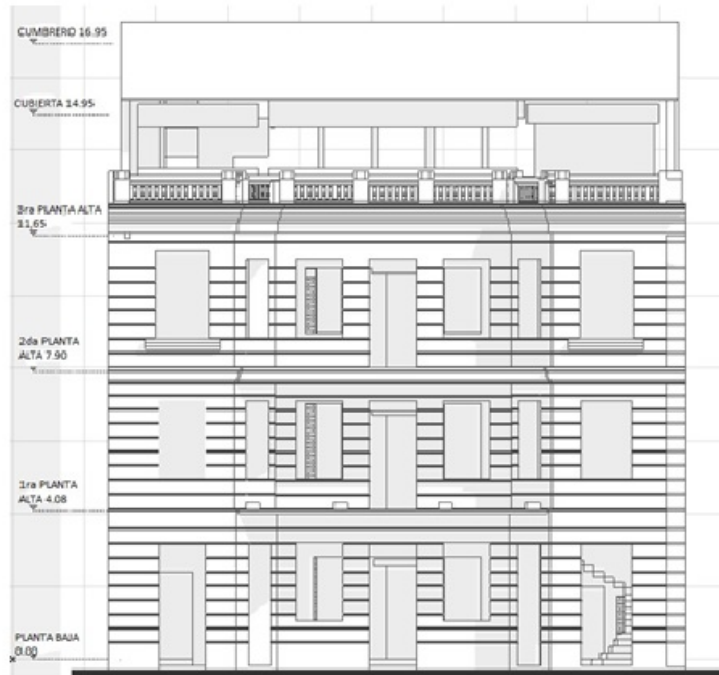 CUMBRERO 16.95
CUBIERTA 14.95
3ra PLANTA ALTA
11.65
2da PLANTA
ALTA 7.90
1ra PLANTA
ALTA 4.08
PLANTA BAJA
0.00